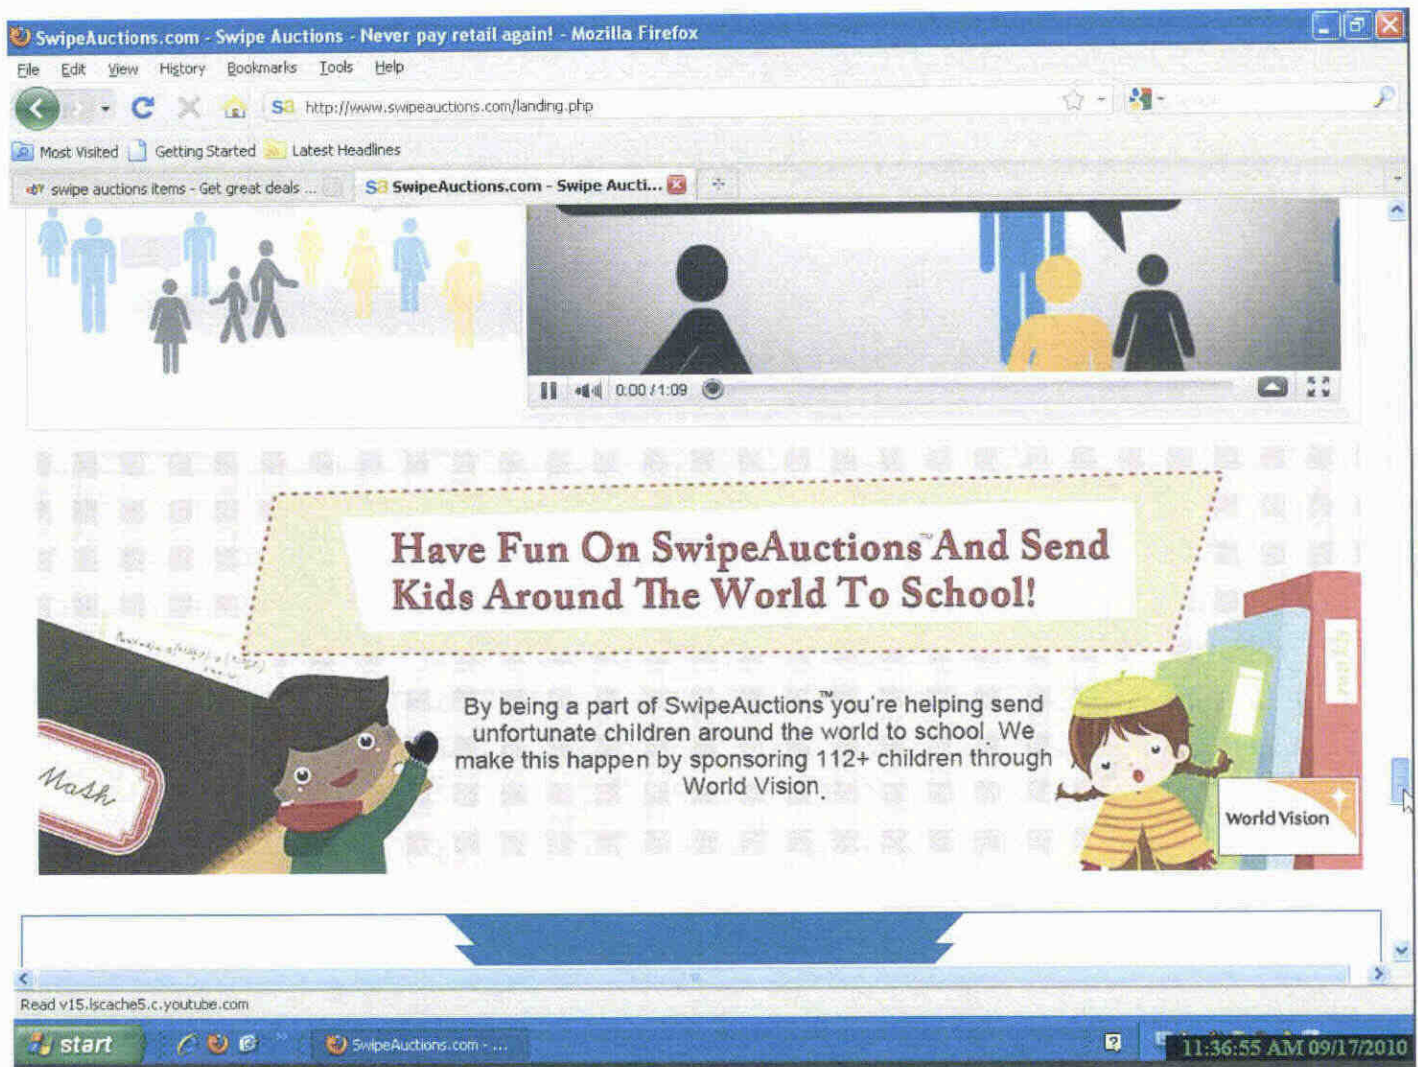 SwipeAuctions.com - Swipe Auctions - Never pay retail again! - Mozilla Firefox
File Edit View History Bookmarks Tools Help
Sa http://www.swipeauctions.com/landing.php
Most Visited Getting Started Latest Headlines
swipe auctions items - Get great deals ... Sa SwipeAuctions.com - Swipe Aucti...
0:00 / 1:09
Have Fun On SwipeAuctions™ And Send
Kids Around The World To School!
By being a part of SwipeAuctions™ you're helping send
unfortunate children around the world to school. We
make this happen by sponsoring 112+ children through
World Vision.
Math
World Vision
Read v15.lscache5.c.youtube.com
start SwipeAuctions.com - ...
11:36:55 AM 09/17/2010